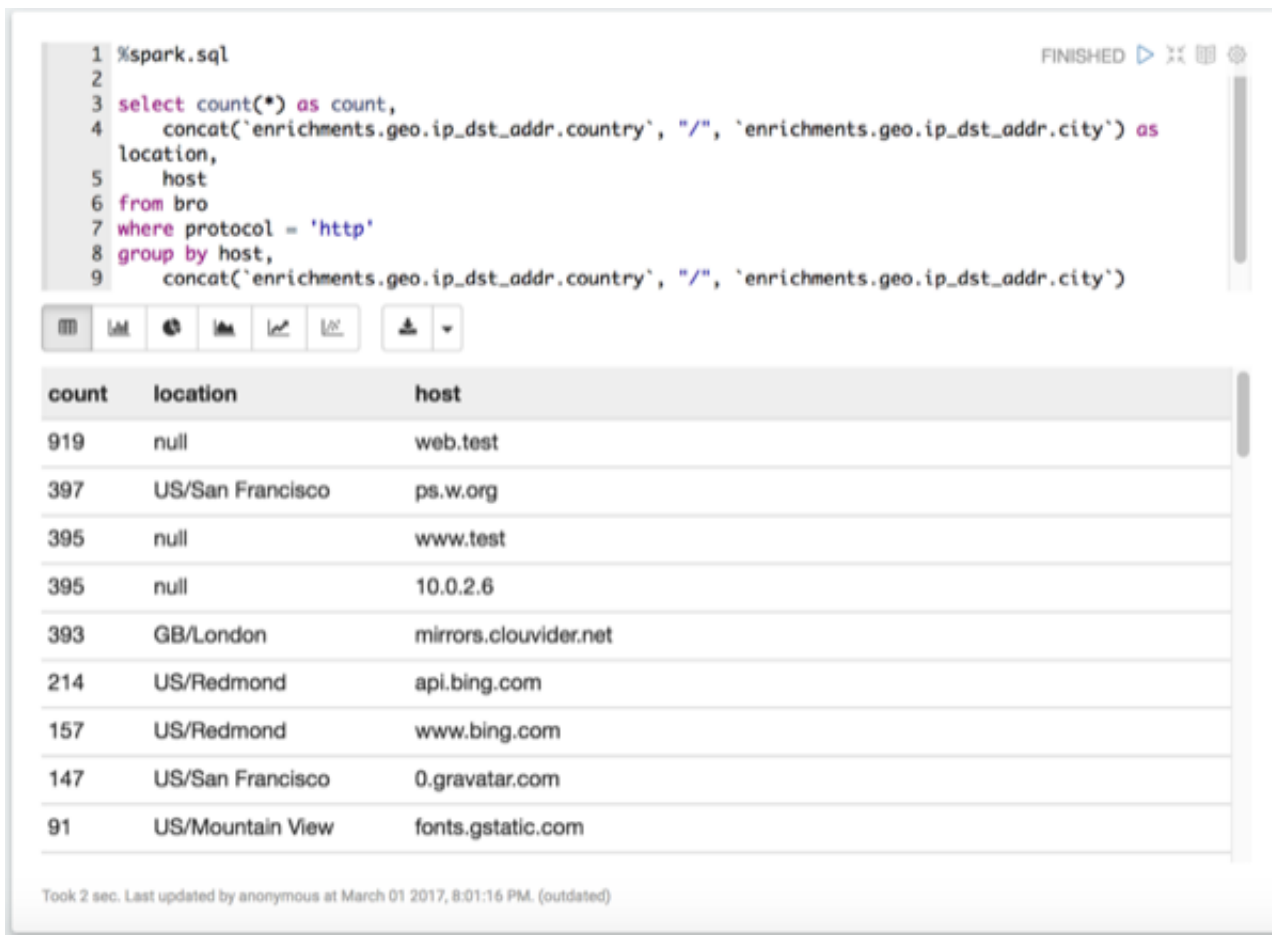 1 %spark.sql
FINISHED
2
3 select count(*) as count,
4 concat(`enrichments.geo.ip_dst_addr.country`, "/", `enrichments.geo.ip_dst_addr.city`) as
location,
5 host
6 from bro
7 where protocol = 'http'
8 group by host,
9 concat(`enrichments.geo.ip_dst_addr.country`, "/", `enrichments.geo.ip_dst_addr.city`)
count location host
919 null web.test
397 US/San Francisco ps.w.org
395 null www.test
395 null 10.0.2.6
393 GB/London mirrors.clouvider.net
214 US/Redmond api.bing.com
157 US/Redmond www.bing.com
147 US/San Francisco 0.gravatar.com
91 US/Mountain View fonts.gstatic.com
Took 2 sec. Last updated by anonymous at March 01 2017, 8:01:16 PM. (outdated)